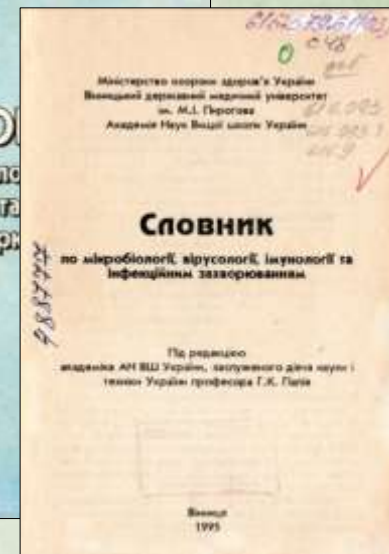 Міністерство охорони здоров'я України
Вінницький державний медичний університет
ім. М.І. Пирогова
Академія Наук Вищої школи України
Словник
по мікробіології, вірусології, імунології та
інфекційним захворюванням
488777
Під редакцією
академіка АН ВШ України, заслуженого діяча науки і
техніки України професора Г.К. Палія
Вінниця
1995